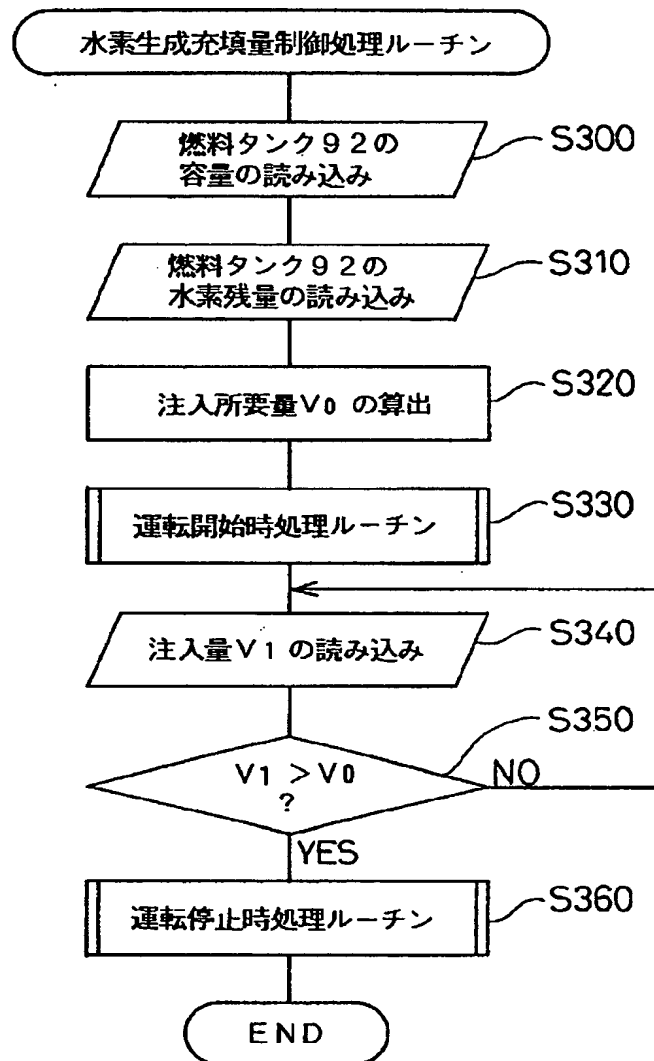 水素生成充填量制御処理ルーチン
燃料タンク92の
容量の読み込み
S300
燃料タンク92の
水素残量の読み込み
S310
注入所要量V0 の算出
S320
運転開始時処理ルーチン
S330
注入量V1 の読み込み
S340
V1 >V0
?
S350
NO
YES
運転停止時処理ルーチン
S360
END